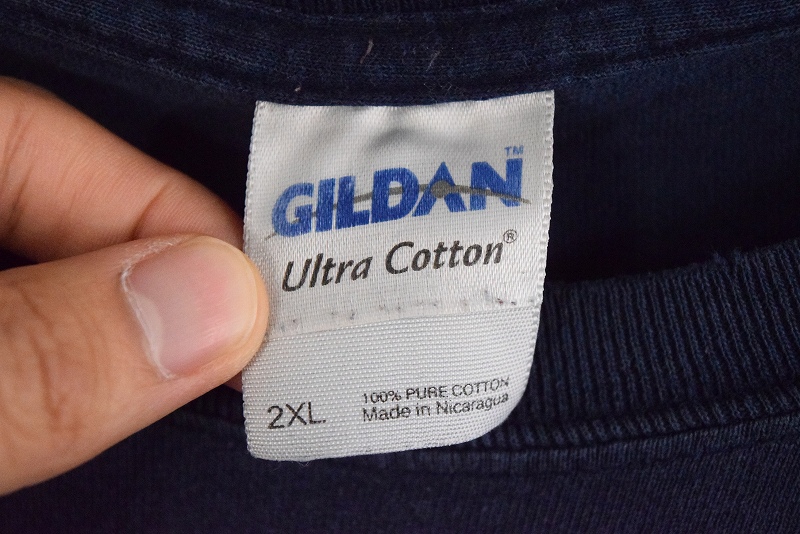 GILDAN™
Ultra Cotton®
2XL
100% PURE COTTON
Made in Nicaragua